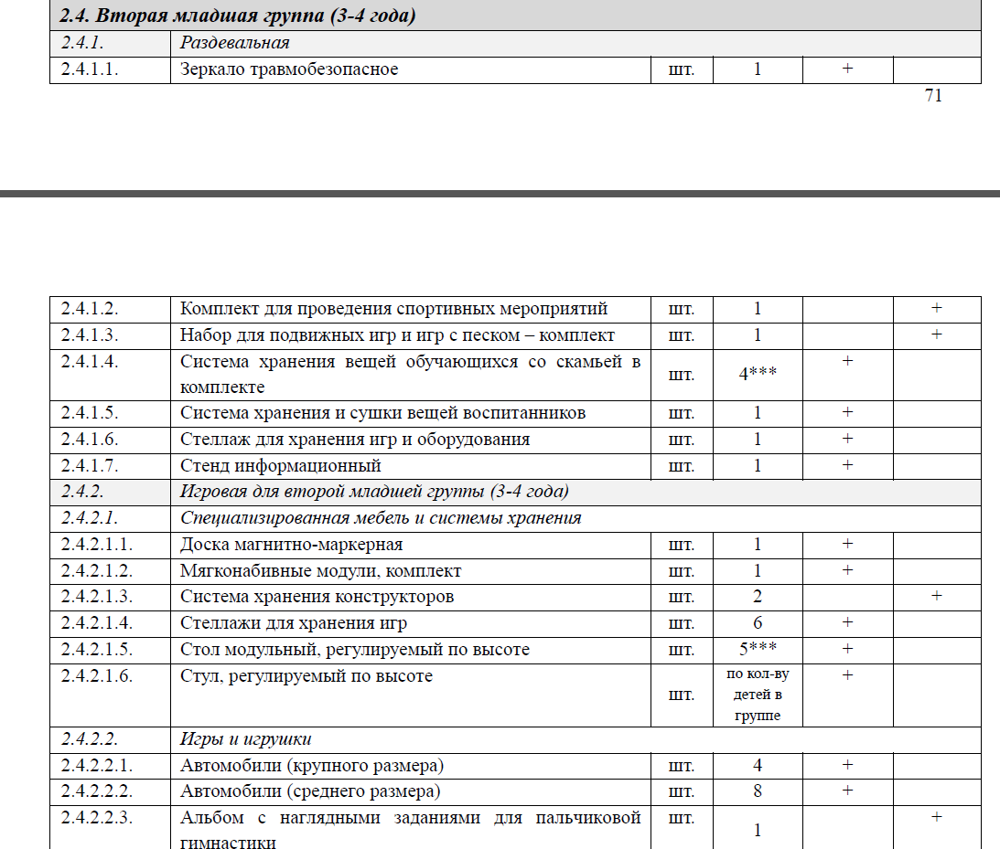 2.4. Вторая младшая группа (3-4 года)
2.4.1. Раздевальная
2.4.1.1. Зеркало травмобезопасное шт. 1 +
71
2.4.1.2. Комплект для проведения спортивных мероприятий шт. 1 +
2.4.1.3. Набор для подвижных игр и игр с песком – комплект шт. 1 +
2.4.1.4. Система хранения вещей обучающихся со скамьей в
комплекте шт. 4*** +
2.4.1.5. Система хранения и сушки вещей воспитанников шт. 1 +
2.4.1.6. Стеллаж для хранения игр и оборудования шт. 1 +
2.4.1.7. Стенд информационный шт. 1 +
2.4.2. Игровая для второй младшей группы (3-4 года)
2.4.2.1. Специализированная мебель и системы хранения
2.4.2.1.1. Доска магнитно-маркерная шт. 1 +
2.4.2.1.2. Мягконабивные модули, комплект шт. 1 +
2.4.2.1.3. Система хранения конструкторов шт. 2 +
2.4.2.1.4. Стеллажи для хранения игр шт. 6 +
2.4.2.1.5. Стол модульный, регулируемый по высоте шт. 5*** +
2.4.2.1.6. Стул, регулируемый по высоте шт. по кол-ву +
детей в
группе
2.4.2.2. Игры и игрушки
2.4.2.2.1. Автомобили (крупного размера) шт. 4 +
2.4.2.2.2. Автомобили (среднего размера) шт. 8 +
2.4.2.2.3. Альбом с наглядными заданиями для пальчиковой шт. 1 +
гимнастики